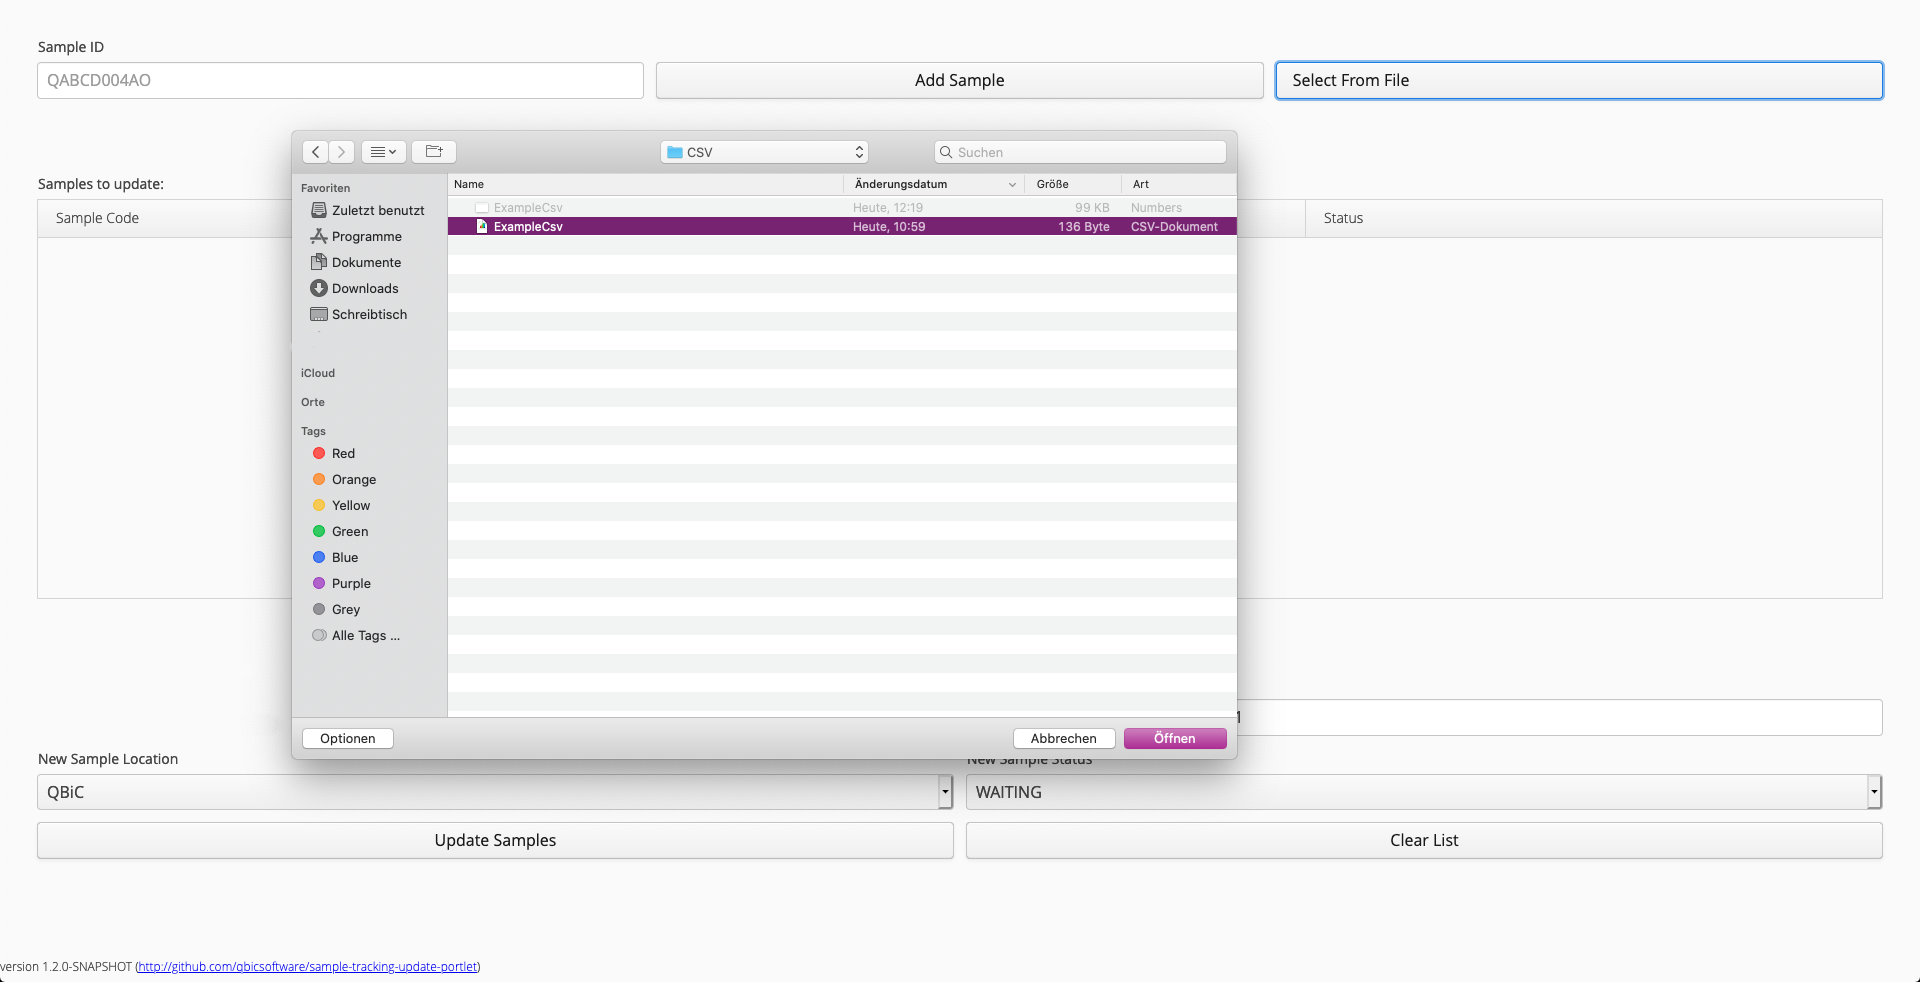 Sample ID
QABCD004AO
Add Sample
Select From File
CSV
Suchen
Samples to update:
Sample Code
Status
Favoriten
Zuletzt benutzt
Programme
Dokumente
Downloads
Schreibtisch
iCloud
Orte
Tags
Red
Orange
Yellow
Green
Blue
Purple
Grey
Alle Tags ...
Name Änderungsdatum Größe Art
ExampleCsv Heute, 12:19 99 KB Numbers
ExampleCsv Heute, 10:59 136 Byte CSV-Dokument
Optionen
Abbrechen
Öffnen
New Sample Location
New Sample Status
QBiC
WAITING
Update Samples
Clear List
version 1.2.0-SNAPSHOT (http://github.com/qbicsoftware/sample-tracking-update-portlet)